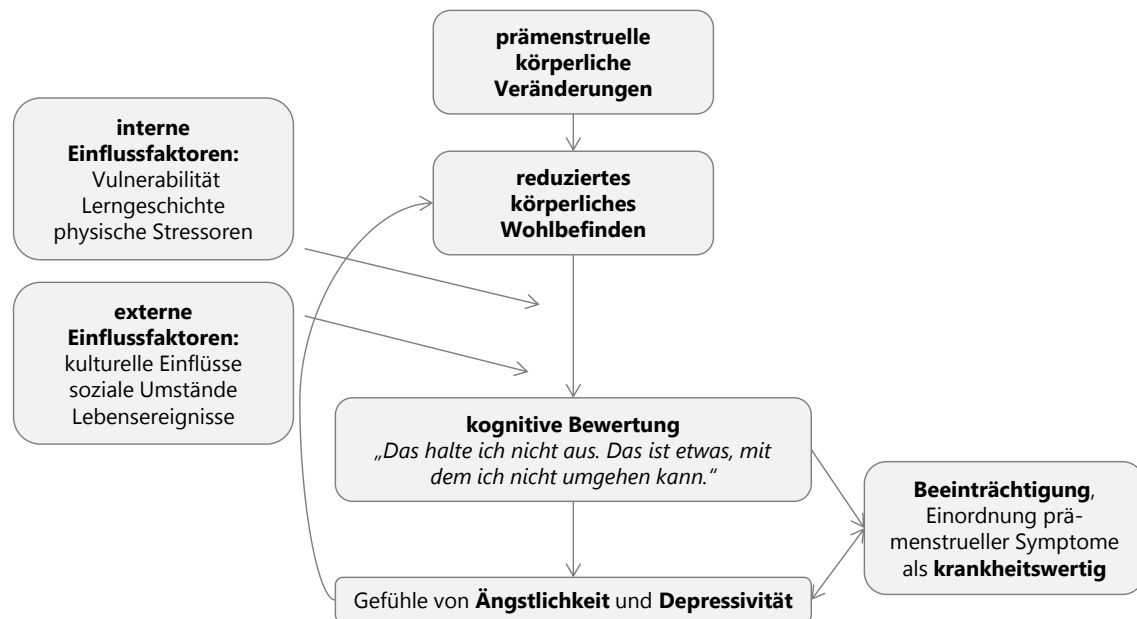 prämenstruelle
körperliche
Veränderungen
interne
Einflussfaktoren:
Vulnerabilität
Lerngeschichte
physische Stressoren
reduziertes
körperliches
Wohlbefinden
externe
Einflussfaktoren:
kulturelle Einflüsse
soziale Umstände
Lebensereignisse
kognitive Bewertung
„Das halte ich nicht aus. Das ist etwas, mit
dem ich nicht umgehen kann.“
Beeinträchtigung,
Einordnung prä-
menstrueller Symptome
als krankheitswertig
Gefühle von Ängstlichkeit und Depressivität